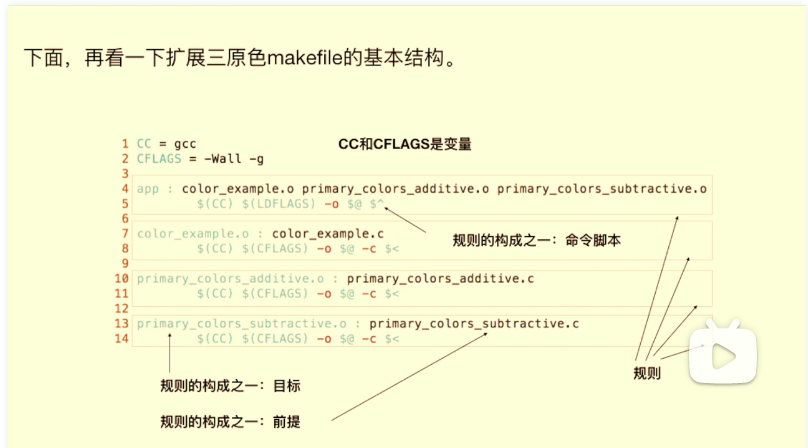 下面，再看一下扩展三原色makefile的基本结构。
1 CC = gcc
CC和CFLAGS是变量
2 CFLAGS = -Wall -g
3
4 app : color_example.o primary_colors_additive.o primary_colors_subtractive.o
5 $(CC) $(LDFLAGS) -o $@ $^
6
7 color_example.o : color_example.c
规则的构成之一：命令脚本
8 $(CC) $(CFLAGS) -o $@ -c $<
9
10 primary_colors_additive.o : primary_colors_additive.c
11 $(CC) $(CFLAGS) -o $@ -c $<
12
13 primary_colors_subtractive.o : primary_colors_subtractive.c
14 $(CC) $(CFLAGS) -o $@ -c $<
规则
规则的构成之一：目标
规则的构成之一：前提